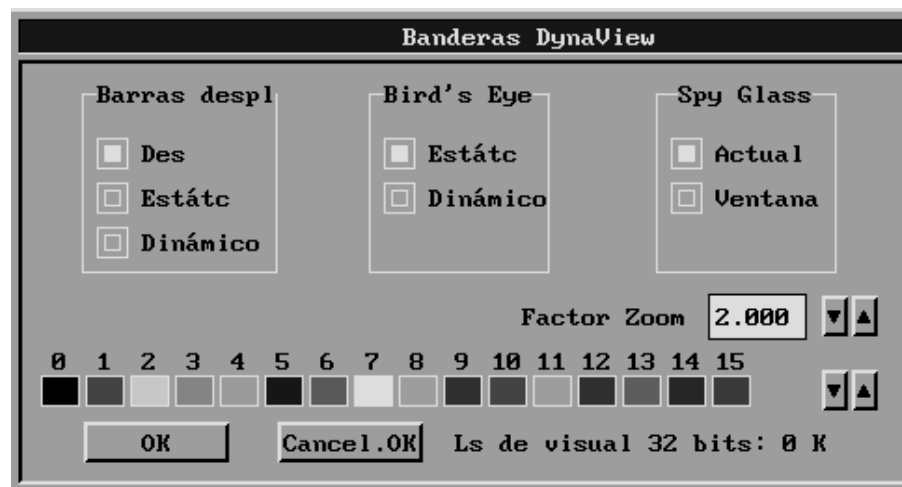 Banderas DynaView
Barras despl Bird's Eye Spy Glass
Des Estátc Actual
Estátc Dinámico Ventana
Dinámico
Factor Zoom 2.000
0 1 2 3 4 5 6 7 8 9 10 11 12 13 14 15
OK Cancel.OK Ls de visual 32 bits: 0 K